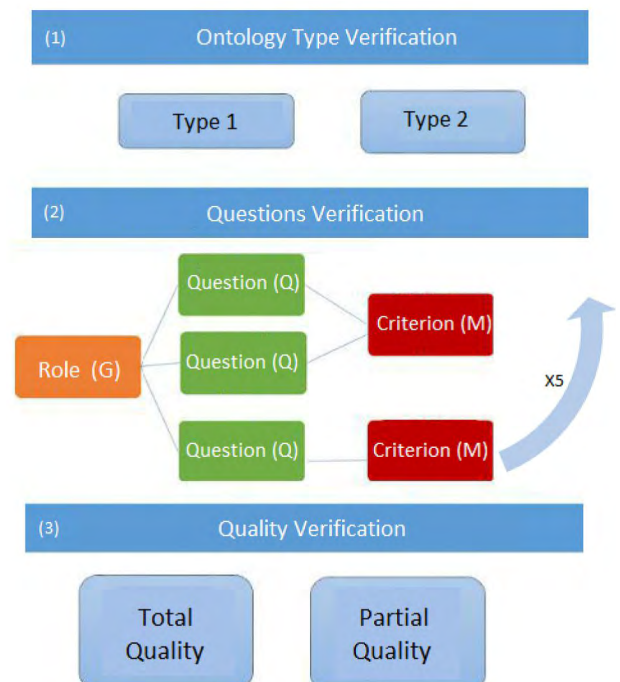 (1) Ontology Type Verification
Type 1
Type 2
(2) Questions Verification
Question (Q)
Criterion (M)
Question (Q)
Role (G)
X5
Question (Q)
Criterion (M)
(3) Quality Verification
Total
Quality
Partial
Quality